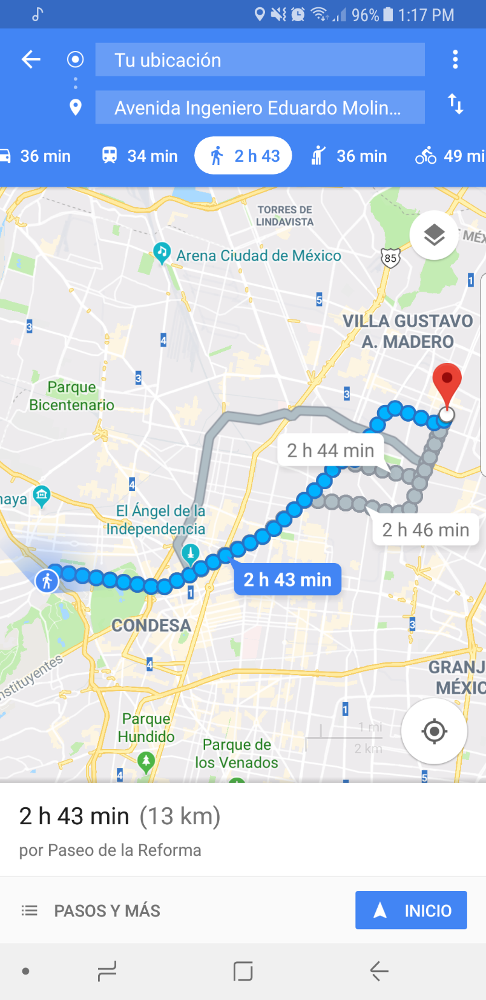 96% 1:17 PM
Tu ubicación
Avenida Ingeniero Eduardo Molin...
36 min 34 min 2 h 43 36 min 49 mi
TORRES DE
LINDAVISTA
MÉX
Arena Ciudad de México
85
1
5
VILLA GUSTAVO
A. MADERO
3
4
3
3
Parque
Bicentenario
2 h 44 min
4
naya
El Ángel de la
Independencia
2 h 46 min
2 h 43 min
1
CONDESA
3
4
nstituyentes
GRANJ
MÉXIC
1
Parque
Hundido
1 mi
2 km
Parque de
los Venados
4
5
2 h 43 min (13 km)
por Paseo de la Reforma
PASOS Y MÁS INICIO